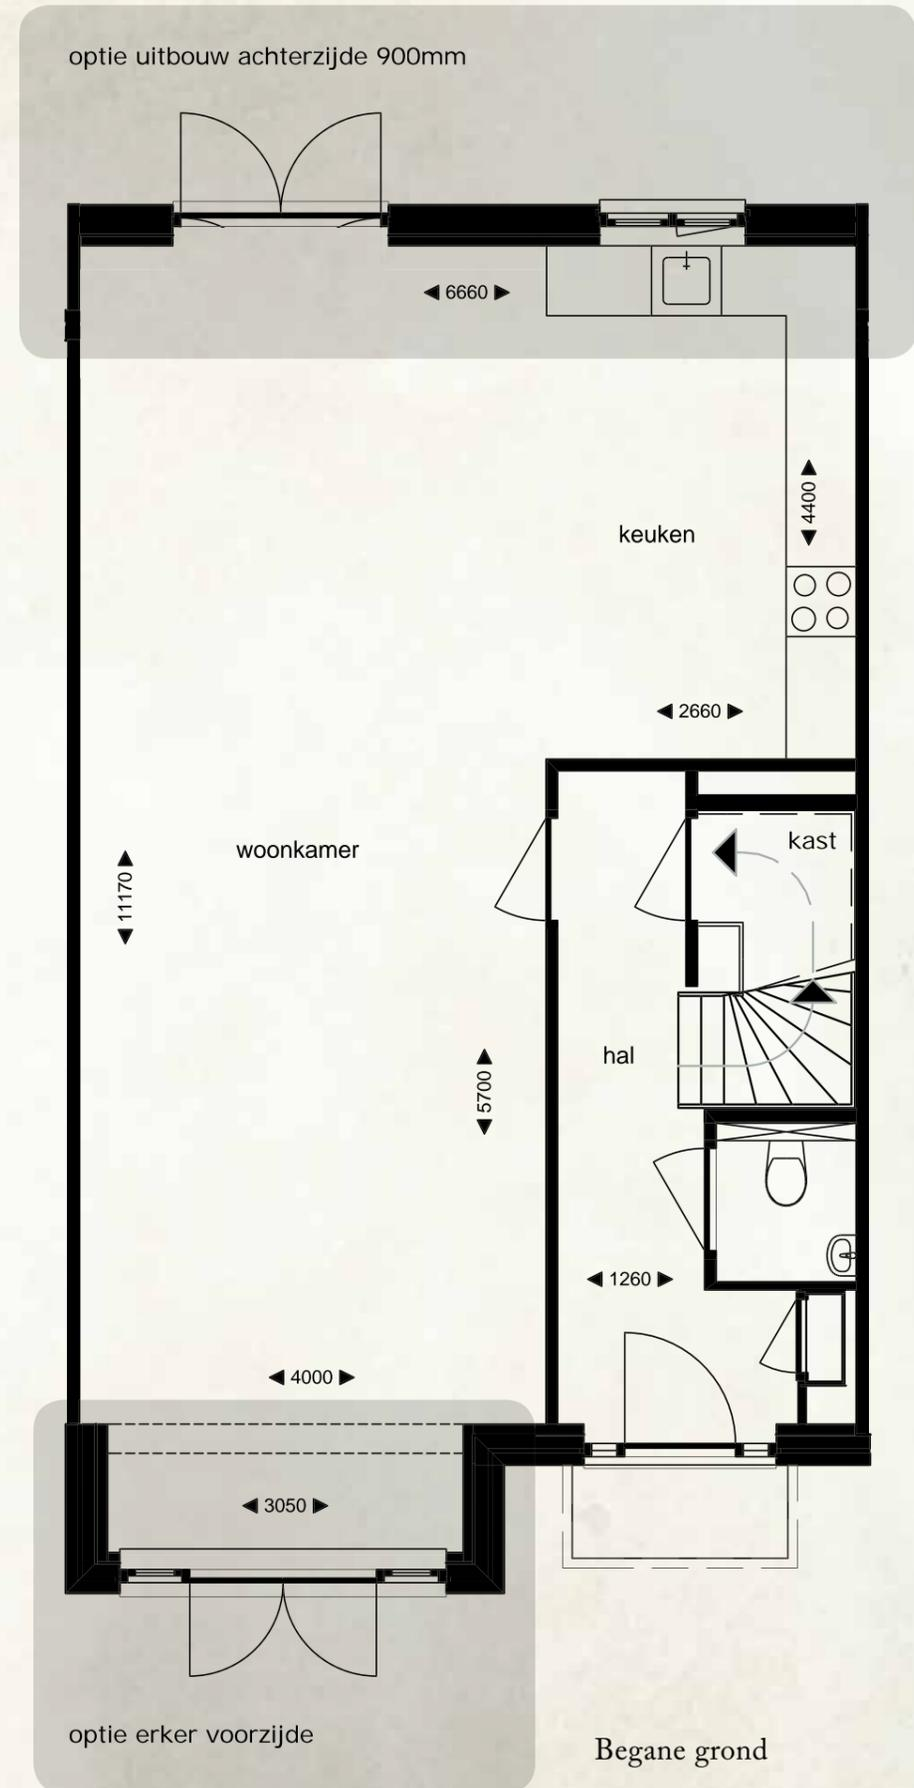 optie uitbouw achterzijde 900mm
6660
4400
keuken
2660
kast
woonkamer
11170
hal
5700
1260
4000
3050
optie erker voorzijde
Begane grond